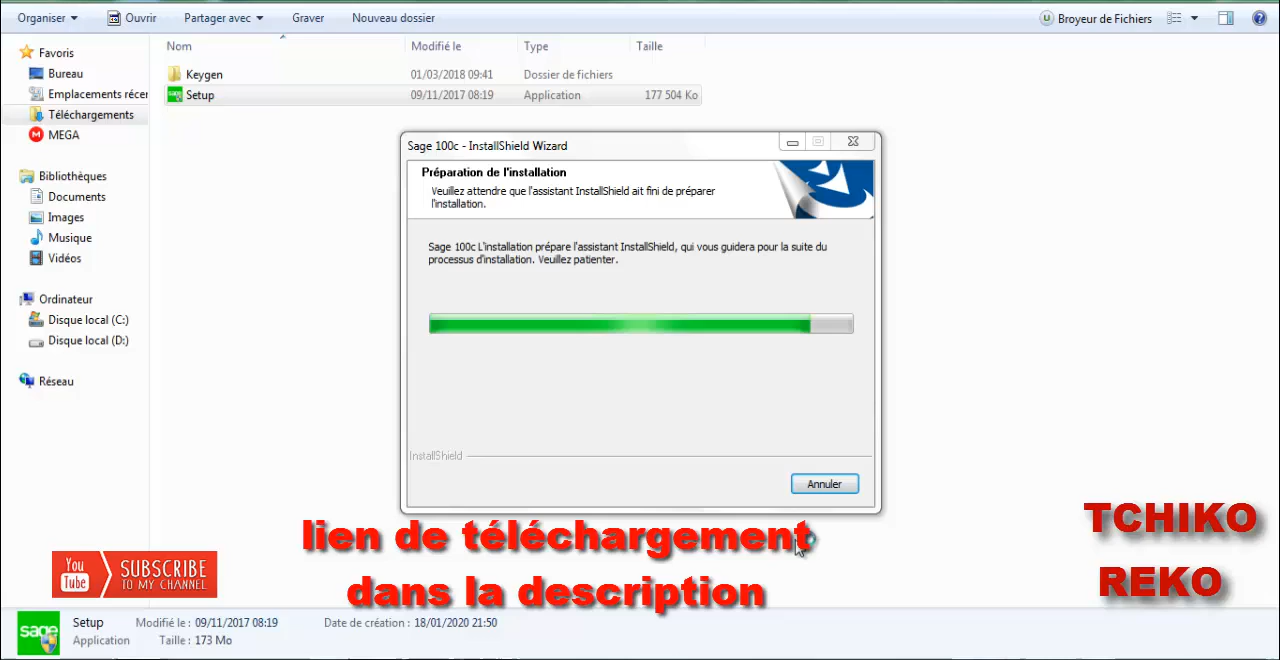 Organiser Ouvrir Partager avec Graver Nouveau dossier Broyeur de Fichiers
Nom Modifié le Type Taille
Favoris
Bureau
Emplacements récer
Téléchargements
MEGA
Bibliothèques
Documents
Images
Musique
Vidéos
Ordinateur
Disque local (C:)
Disque local (D:)
Réseau
Keygen 01/03/2018 09:41 Dossier de fichiers
Setup 09/11/2017 08:19 Application 177 504 Ko
Sage 100c - InstallShield Wizard
Préparation de l'installation
Veuillez attendre que l'assistant InstallShield ait fini de préparer
l'installation.
Sage 100c L'installation prépare l'assistant InstallShield, qui vous guidera pour la suite du
processus d'installation. Veuillez patienter.
InstallShield
Annuler
lien de téléchargement
dans la description
TCHIKO
REKO
You
Tube
SUBSCRIBE
TO MY CHANNEL
sage
Setup Modifié le : 09/11/2017 08:19 Date de création : 18/01/2020 21:50
Application Taille : 173 Mo